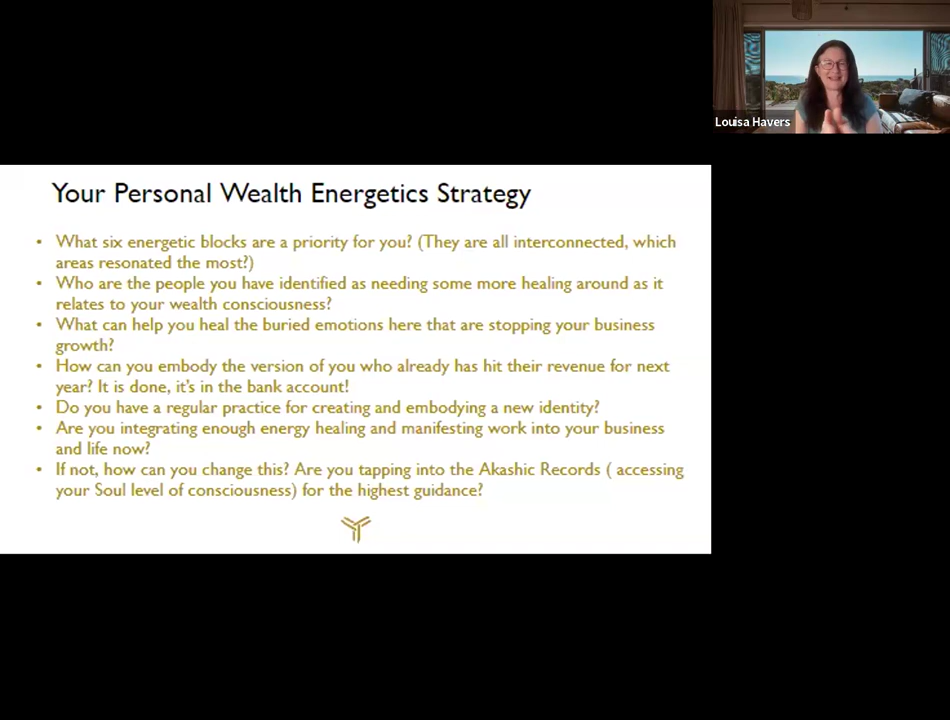 Louisa Havers
Your Personal Wealth Energetics Strategy
• What six energetic blocks are a priority for you? (They are all interconnected, which
areas resonated the most?)
• Who are the people you have identified as needing some more healing around as it
relates to your wealth consciousness?
• What can help you heal the buried emotions here that are stopping your business
growth?
• How can you embody the version of you who already has hit their revenue for next
year? It is done, it's in the bank account!
• Do you have a regular practice for creating and embodying a new identity?
• Are you integrating enough energy healing and manifesting work into your business
and life now?
• If not, how can you change this? Are you tapping into the Akashic Records ( accessing
your Soul level of consciousness) for the highest guidance?